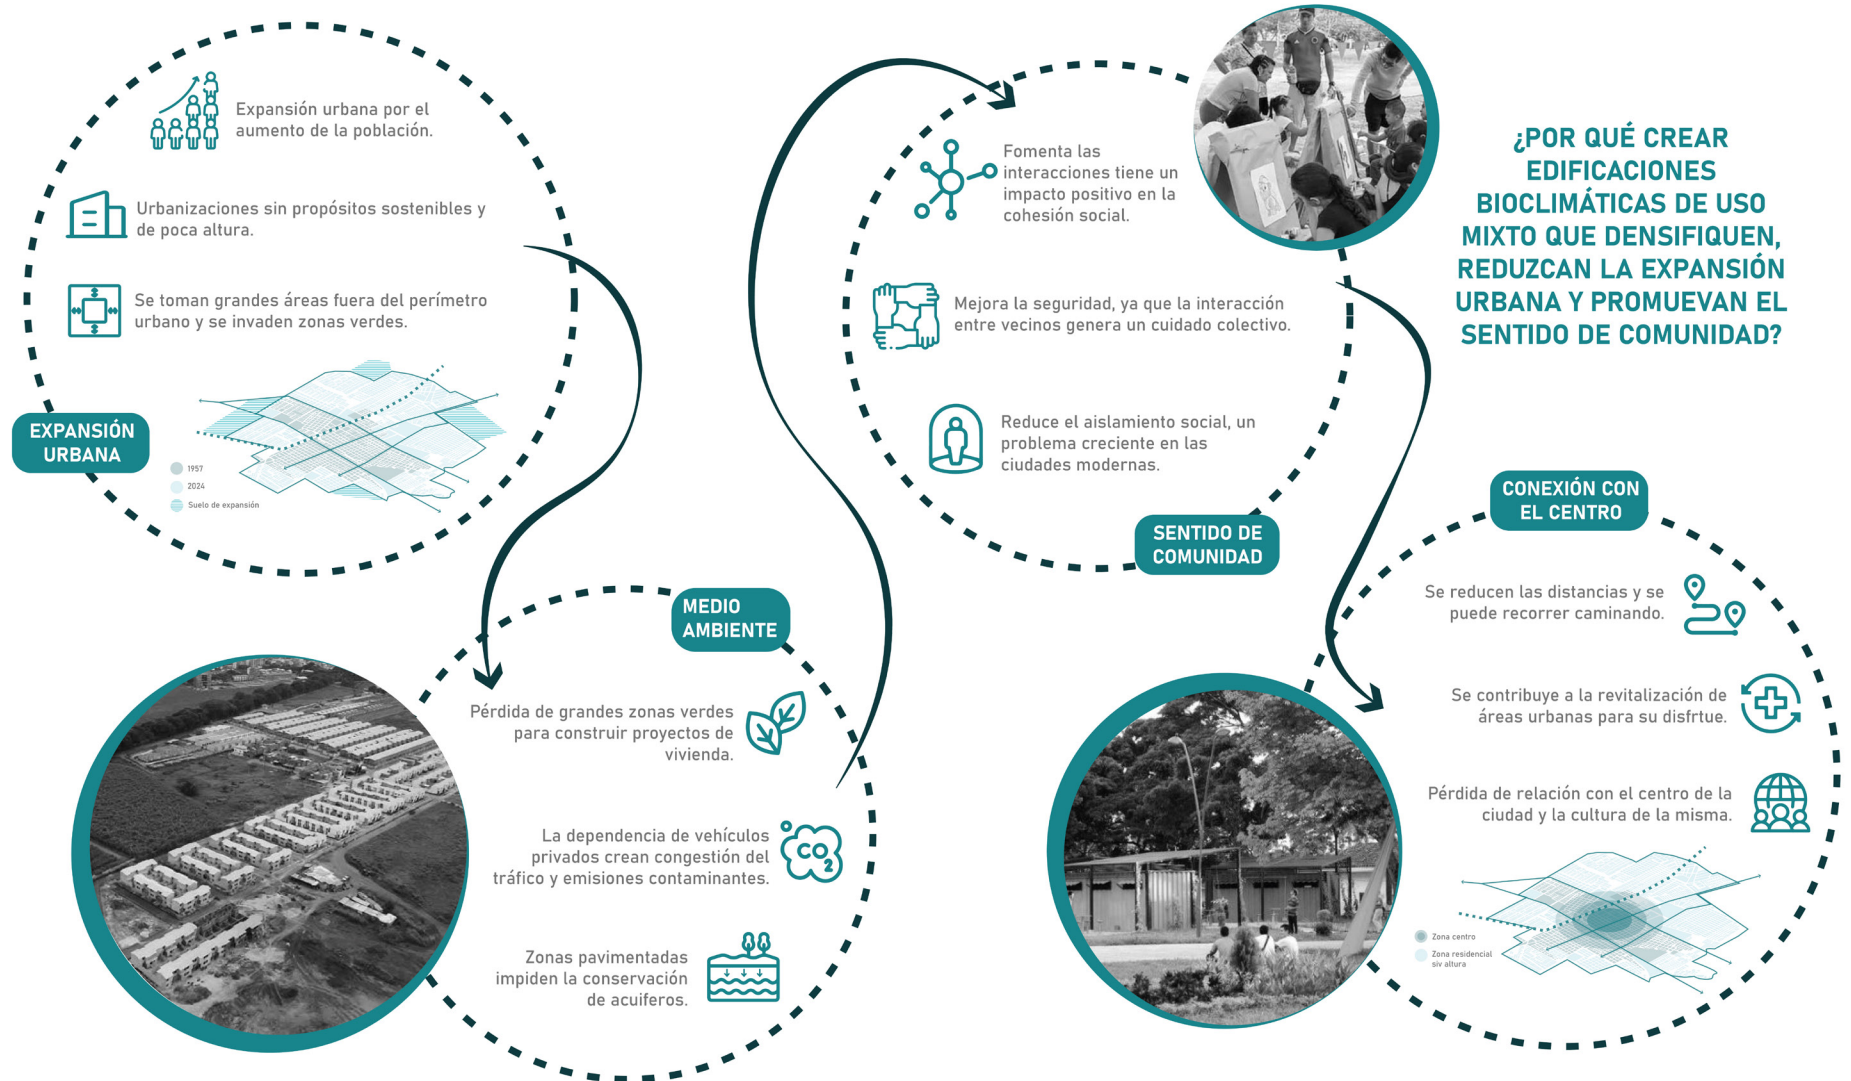 ¿POR QUÉ CREAR
EDIFICACIONES
BIOCLIMÁTICAS DE USO
MIXTO QUE DENSIFIQUEN,
REDUZCAN LA EXPANSIÓN
URBANA Y PROMUEVAN EL
SENTIDO DE COMUNIDAD?
Expansión urbana por el
aumento de la población.
Urbanizaciones sin propósitos sostenibles y
de poca altura.
Se toman grandes áreas fuera del perímetro
urbano y se invaden zonas verdes.
EXPANSIÓN
URBANA
1957
2024
Suelo de expansión
MEDIO
AMBIENTE
Pérdida de grandes zonas verdes
para construir proyectos de
vivienda.
La dependencia de vehículos
privados crean congestión del
tráfico y emisiones contaminantes.
CO2
Zonas pavimentadas
impiden la conservación
de acuiferos.
Fomenta las
interacciones tiene un
impacto positivo en la
cohesión social.
Mejora la seguridad, ya que la interacción
entre vecinos genera un cuidado colectivo.
Reduce el aislamiento social, un
problema creciente en las
ciudades modernas.
SENTIDO DE
COMUNIDAD
CONEXIÓN CON
EL CENTRO
Se reducen las distancias y se
puede recorrer caminando.
Se contribuye a la revitalización de
áreas urbanas para su disfrtue.
Pérdida de relación con el centro de la
ciudad y la cultura de la misma.
Zona centro
Zona residencial
siv altura